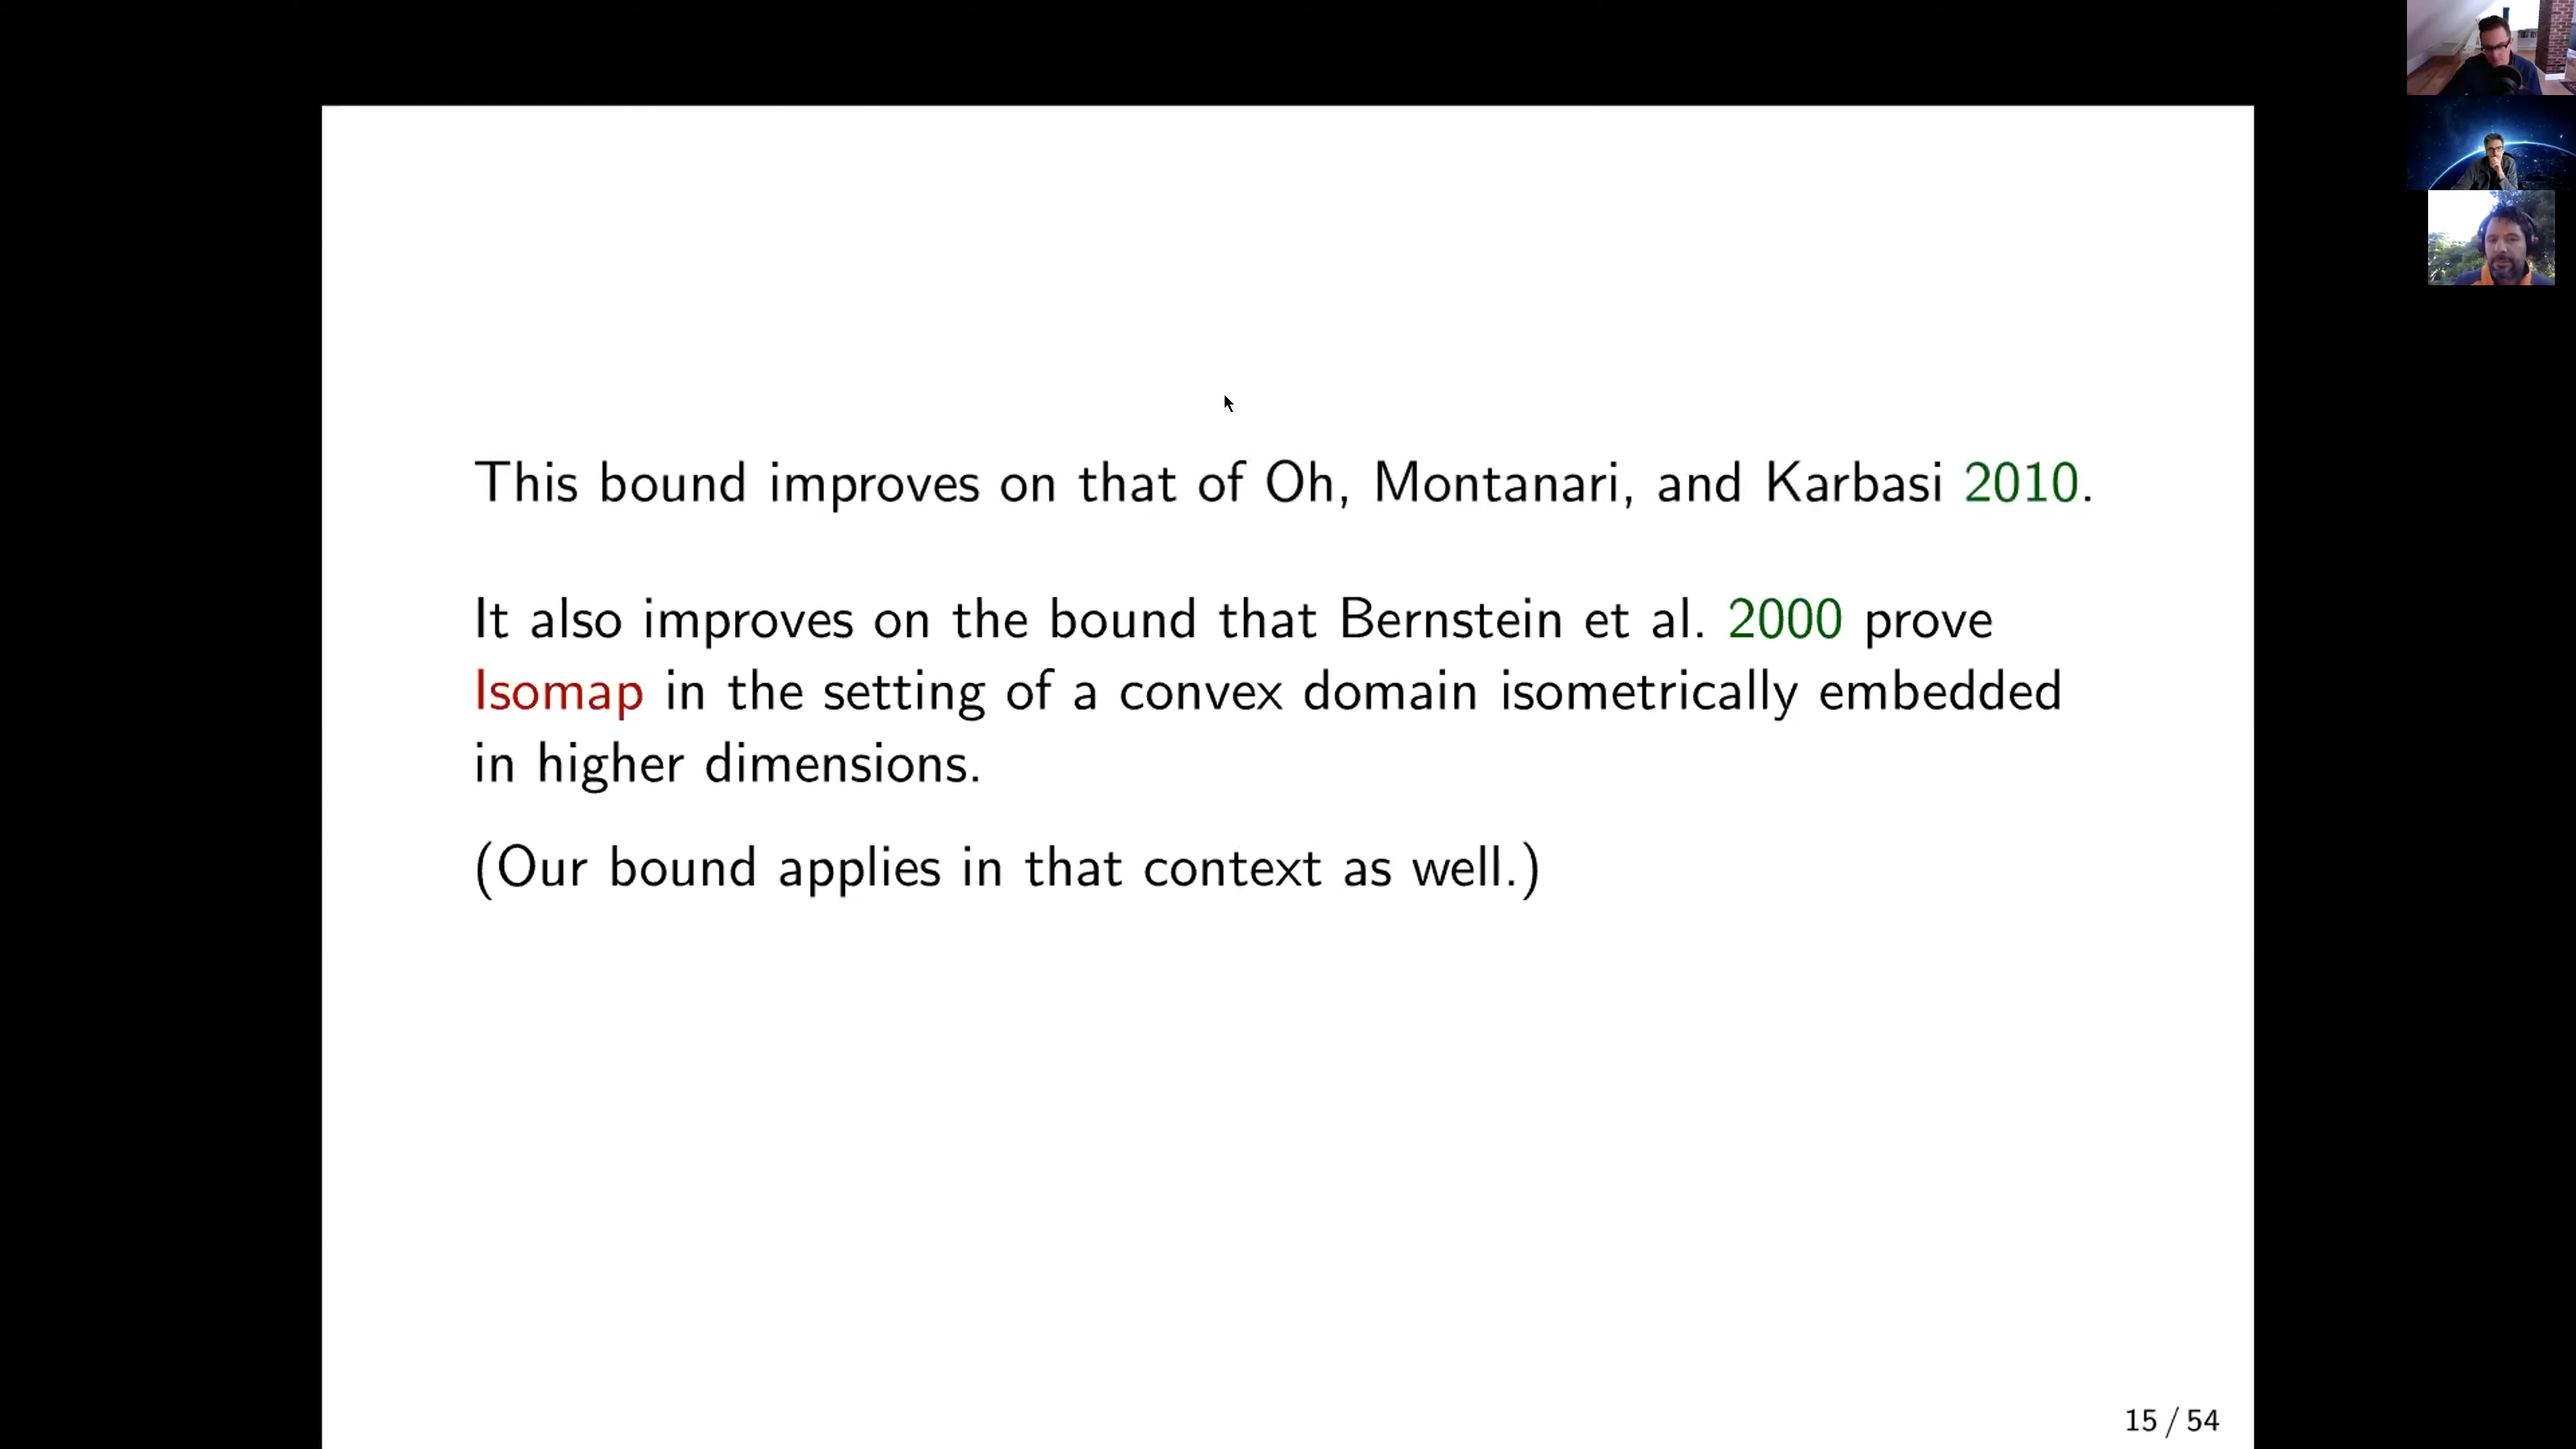 This bound improves on that of Oh, Montanari, and Karbasi 2010.
It also improves on the bound that Bernstein et al. 2000 prove
Isomap in the setting of a convex domain isometrically embedded
in higher dimensions.
(Our bound applies in that context as well.)
15 / 54